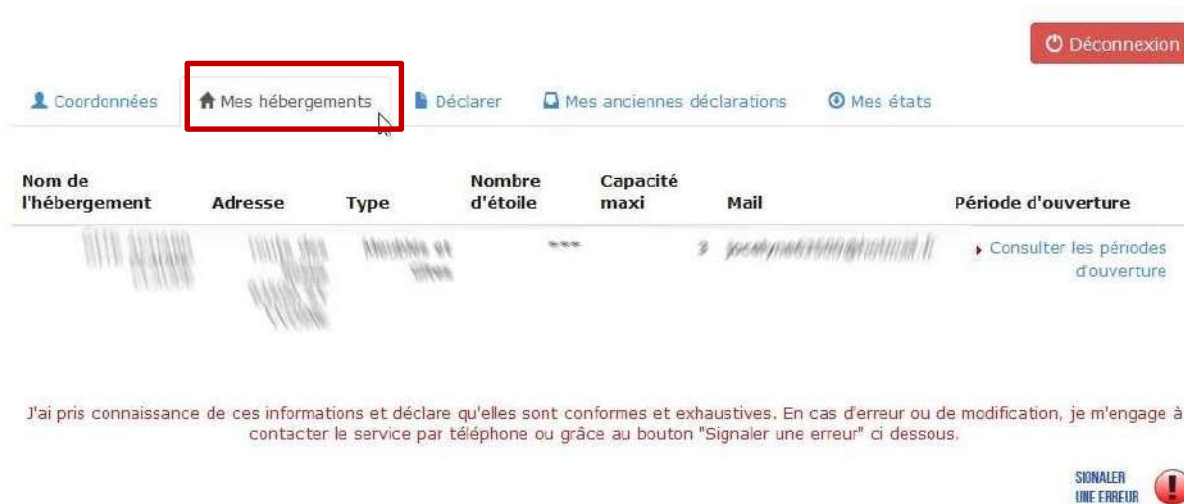 Déconnexion
Coordonnées Mes hébergements Déclarer Mes anciennes déclarations Mes états
Nom de l'hébergement Adresse Type Nombre d'étoile Capacité maxi Mail Période d'ouverture
*** 3 Consulter les périodes
d'ouverture
J'ai pris connaissance de ces informations et déclare qu'elles sont conformes et exhaustives. En cas d'erreur ou de modification, je m'engage à
contacter le service par téléphone ou grâce au bouton "Signaler une erreur" ci dessous.
SIGNALER
UNE ERREUR